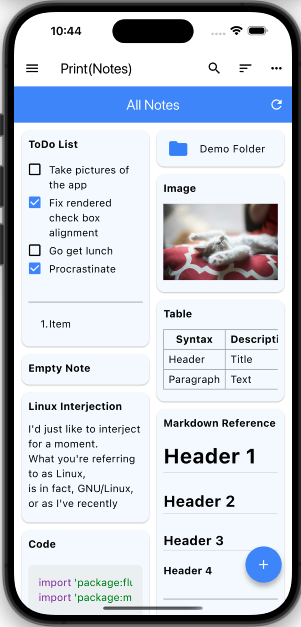 10:44
Print(Notes)
All Notes
ToDo List
Take pictures of
the app
Fix rendered
check box
alignment
Go get lunch
Procrastinate
1. Item
Empty Note
Linux Interjection
I'd just like to interject
for a moment.
What you're referring
to as Linux,
is in fact, GNU/Linux,
or as I've recently
Code
import 'package:flu
import 'package:m
Demo Folder
Image
Table
Syntax Descripti
Header Title
Paragraph Text
Markdown Reference
Header 1
Header 2
Header 3
Header 4